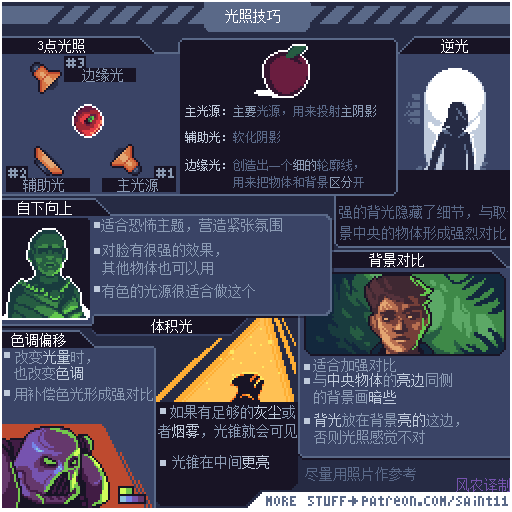 光照技巧
3点光照
#3
边缘光
#2
辅助光
#1
主光源
主光源：主要光源，用来投射主阴影
辅助光：软化阴影
边缘光：创造出一个细的轮廓线，
用来把物体和背景区分开
逆光
强的背光隐藏了细节，与取
景中央的物体形成强烈对比
自下向上
适合恐怖主题，营造紧张氛围
对脸有很强的效果，
其他物体也可以用
有色的光源很适合做这个
背景对比
适合加强对比
与中央物体的亮边同侧
的背景画暗些
背光放在背景亮的这边，
否则光照感觉不对
色调偏移
改变光量时，
也改变色调
用补偿色光形成强对比
体积光
如果有足够的灰尘或
者烟雾，光锥就会可见
光锥在中间更亮
尽量用照片作参考
风农译制
MORE STUFF→PATREON.COM/SAINT11